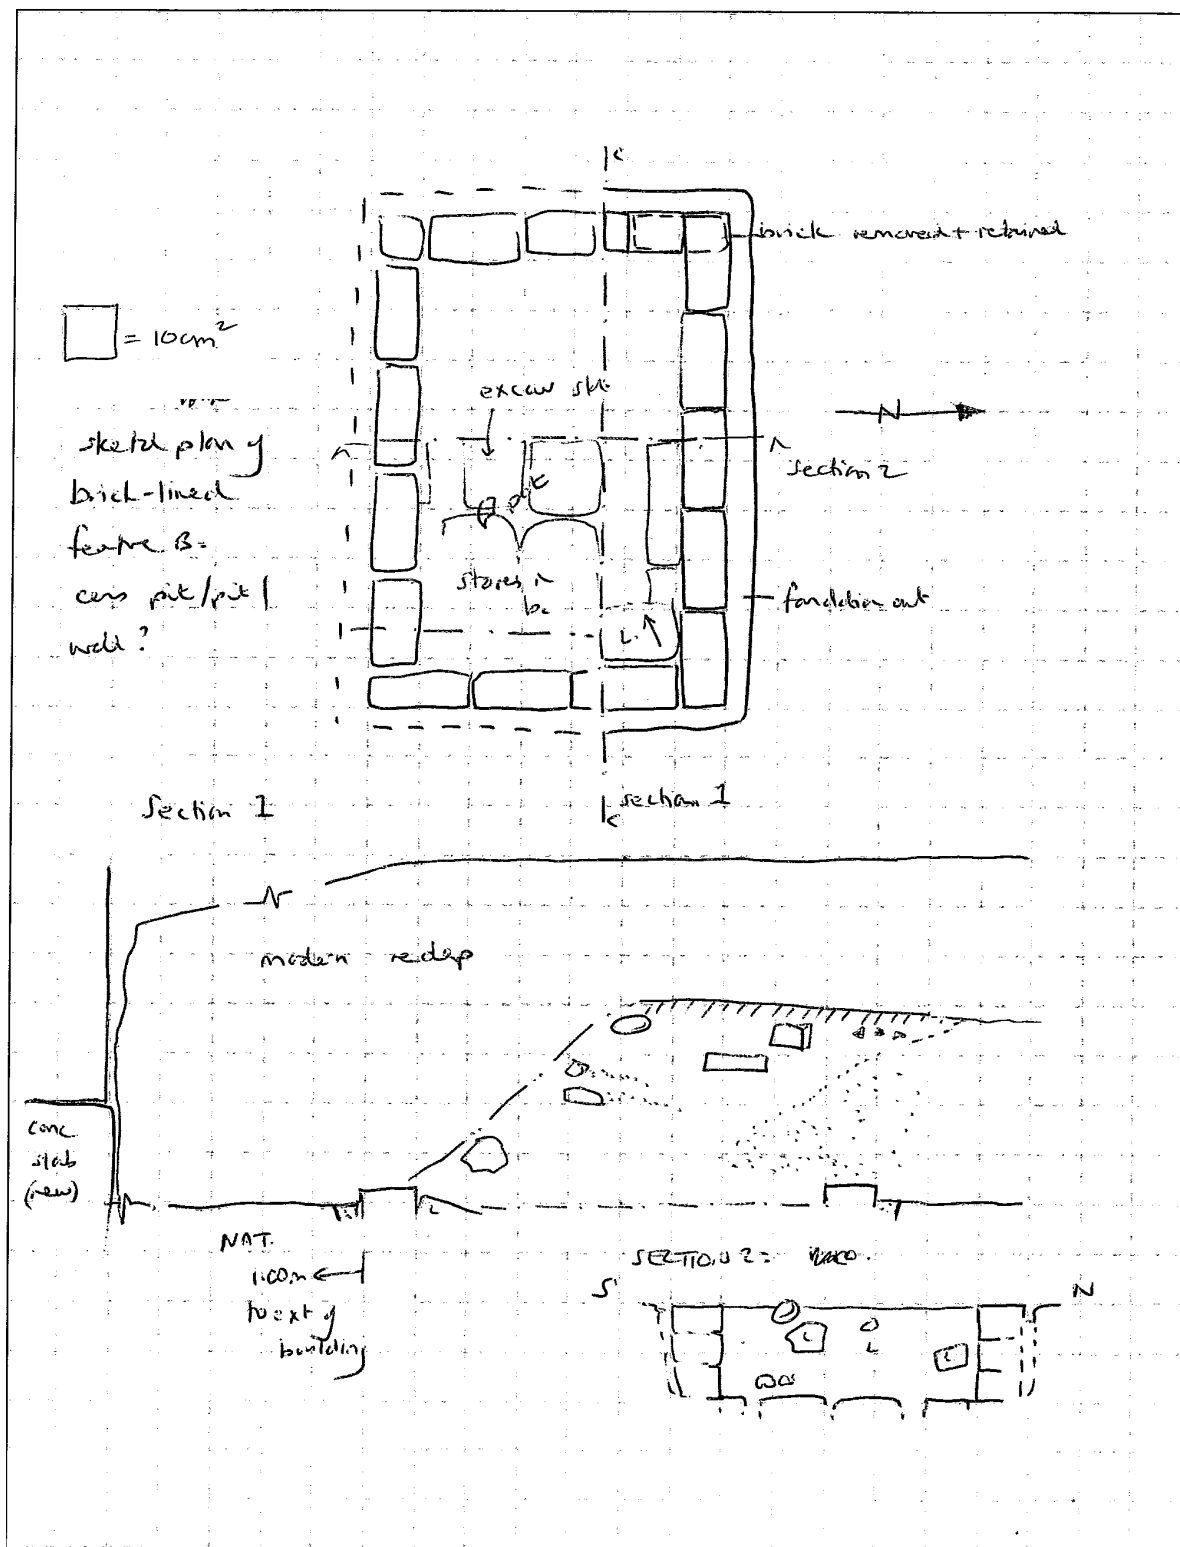 brick removed + retained
= 10cm²
excav
sketch plan of
brick-lined
feature B =
cess pit/pit/
well?
N
section 2
stones in
L
foundation cut
section 1
Section 1
modern redep
conc
slab
(new)
NAT.
1.00m
to ext of
building
SECTION 2 =
S
N
L
L
L